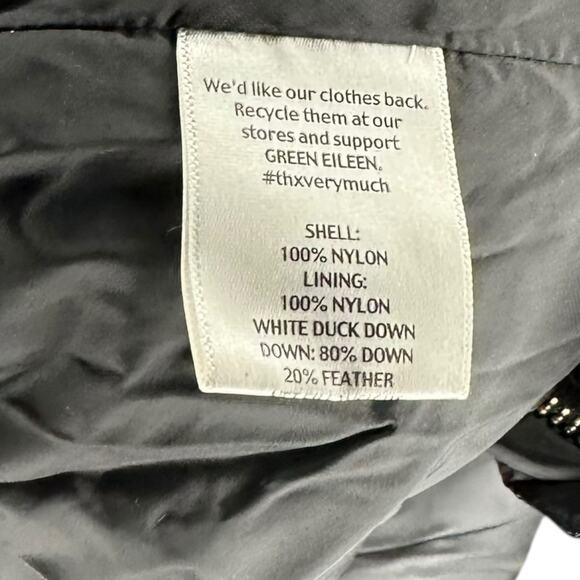 We'd like our clothes back.
Recycle them at our
stores and support
GREEN EILEEN.
#thxverymuch
SHELL:
100% NYLON
LINING:
100% NYLON
WHITE DUCK DOWN
DOWN: 80% DOWN
20% FEATHER